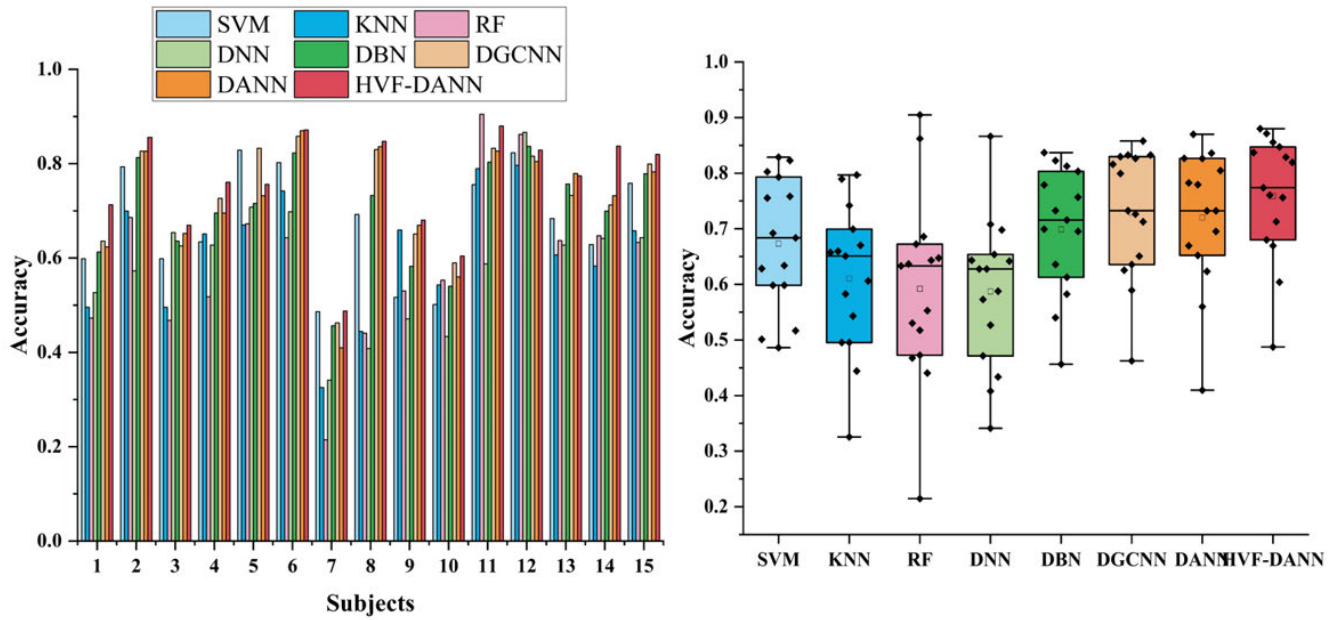 SVM KNN RF
DNN DBN DGCNN
DANN HVF-DANN
1.0
0.8
0.6
0.4
0.2
0.0
Accuracy
1 2 3 4 5 6 7 8 9 10 11 12 13 14 15
Subjects
1.0
0.9
0.8
0.7
0.6
0.5
0.4
0.3
0.2
Accuracy
SVM KNN RF DNN DBN DGCNN DANN HVF-DANN